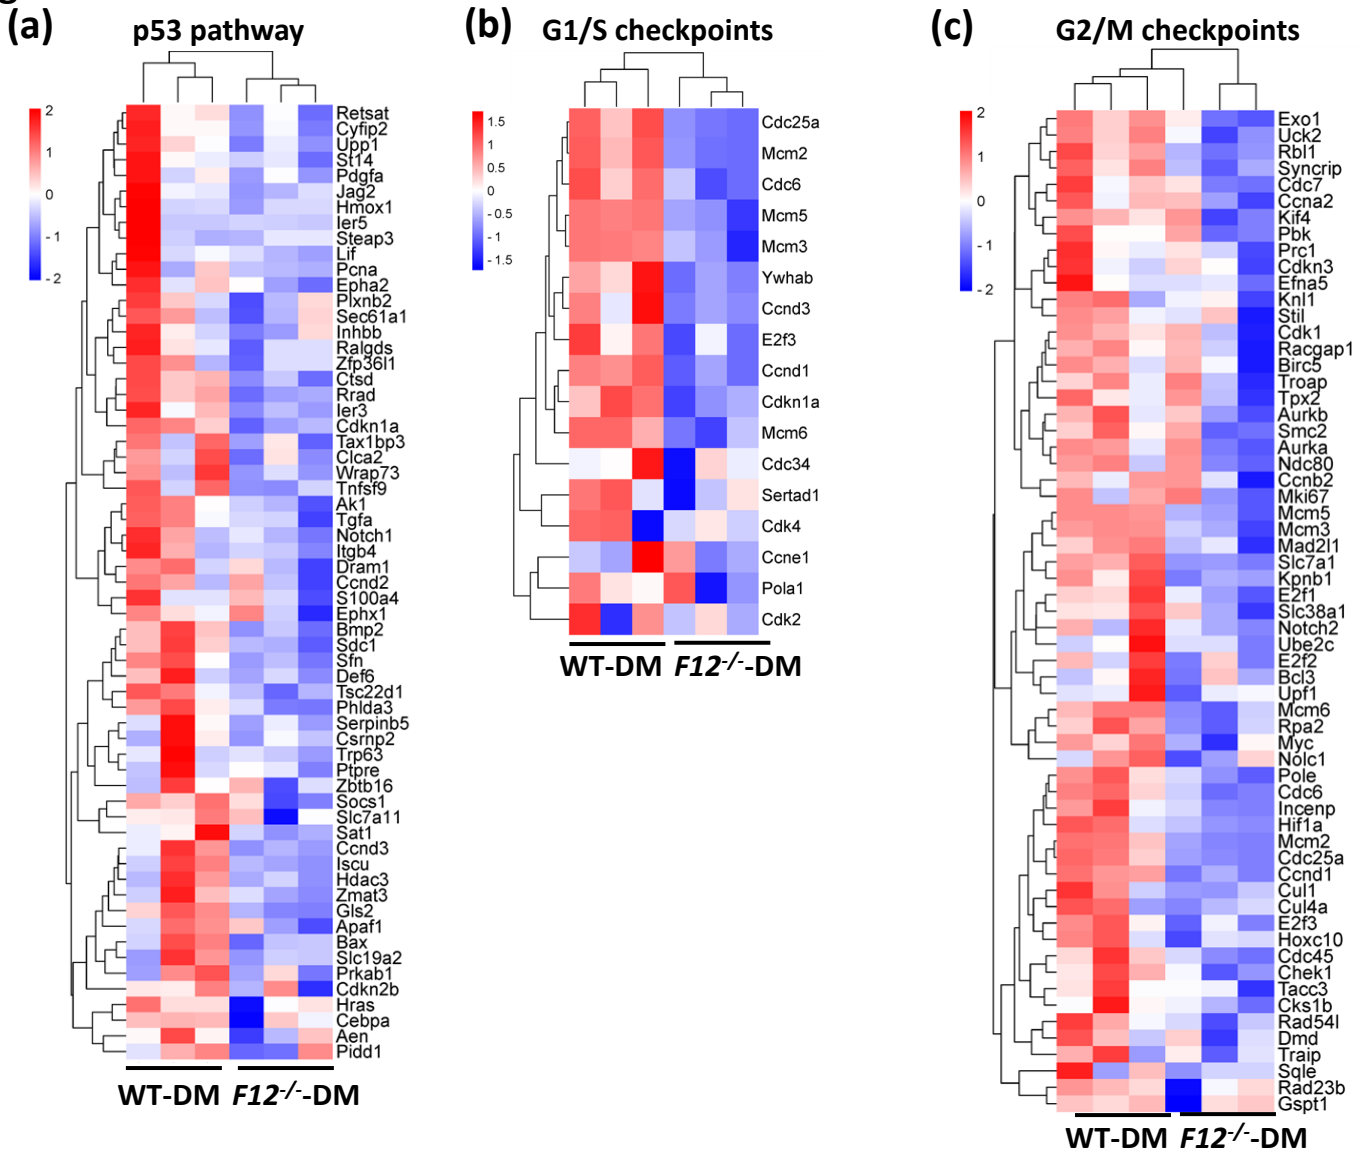 (a)
p53 pathway
2
1
0
- 1
- 2
Retsat
Cyfip2
Upp1
St14
Pdgfa
Jag2
Hmox1
Ier5
Steap3
Lif
Pcna
Epha2
Plxnb2
Sec61a1
Inhbb
Ralgds
Zfp36l1
Ctsd
Rrad
Ier3
Cdkn1a
Tax1bp3
Clca2
Wrap73
Tnfsf9
Ak1
Tgfa
Notch1
Itgb4
Dram1
Ccnd2
S100a4
Ephx1
Bmp2
Sdc1
Sfn
Def6
Tsc22d1
Phlda3
Serpinb5
Csrnp2
Trp63
Ptpre
Zbtb16
Socs1
Slc7a11
Sat1
Ccnd3
Iscu
Hdac3
Zmat3
Gls2
Apaf1
Bax
Slc19a2
Prkab1
Cdkn2b
Hras
Cebpa
Aen
Pidd1
WT-DM F12-/--DM
(b)
G1/S checkpoints
1.5
1
0.5
0
- 0.5
- 1
- 1.5
Cdc25a
Mcm2
Cdc6
Mcm5
Mcm3
Ywhab
Ccnd3
E2f3
Ccnd1
Cdkn1a
Mcm6
Cdc34
Sertad1
Cdk4
Ccne1
Pola1
Cdk2
WT-DM F12-/--DM
(c)
G2/M checkpoints
2
1
0
- 1
- 2
Exo1
Uck2
Rbl1
Syncrip
Cdc7
Ccna2
Kif4
Pbk
Prc1
Cdkn3
Efna5
Knl1
Stil
Cdk1
Racgap1
Birc5
Troap
Tpx2
Aurkb
Smc2
Aurka
Ndc80
Ccnb2
Mki67
Mcm5
Mcm3
Mad2l1
Slc7a1
Kpnb1
E2f1
Slc38a1
Notch2
Ube2c
E2f2
Bcl3
Upf1
Mcm6
Rpa2
Myc
Nolc1
Pole
Cdc6
Incenp
Hif1a
Mcm2
Cdc25a
Ccnd1
Cul1
Cul4a
E2f3
Hoxc10
Cdc45
Chek1
Tacc3
Cks1b
Rad54l
Dmd
Traip
Sqle
Rad23b
Gspt1
WT-DM F12-/--DM